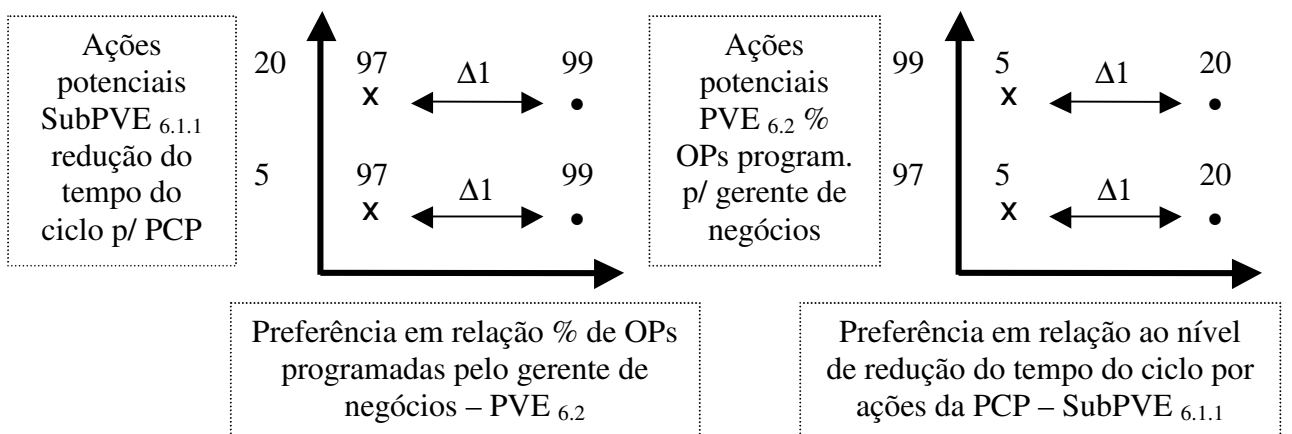 Ações
potenciais
SubPVE 6.1.1
redução do
tempo do
ciclo p/ PCP
20
97
x
Δ1
99
•
5
97
x
Δ1
99
•
Preferência em relação % de OPs
programadas pelo gerente de
negócios – PVE 6.2
Ações
potenciais
PVE 6.2 %
OPs program.
p/ gerente de
negócios
99
5
x
Δ1
20
•
97
5
x
Δ1
20
•
Preferência em relação ao nível
de redução do tempo do ciclo por
ações da PCP – SubPVE 6.1.1